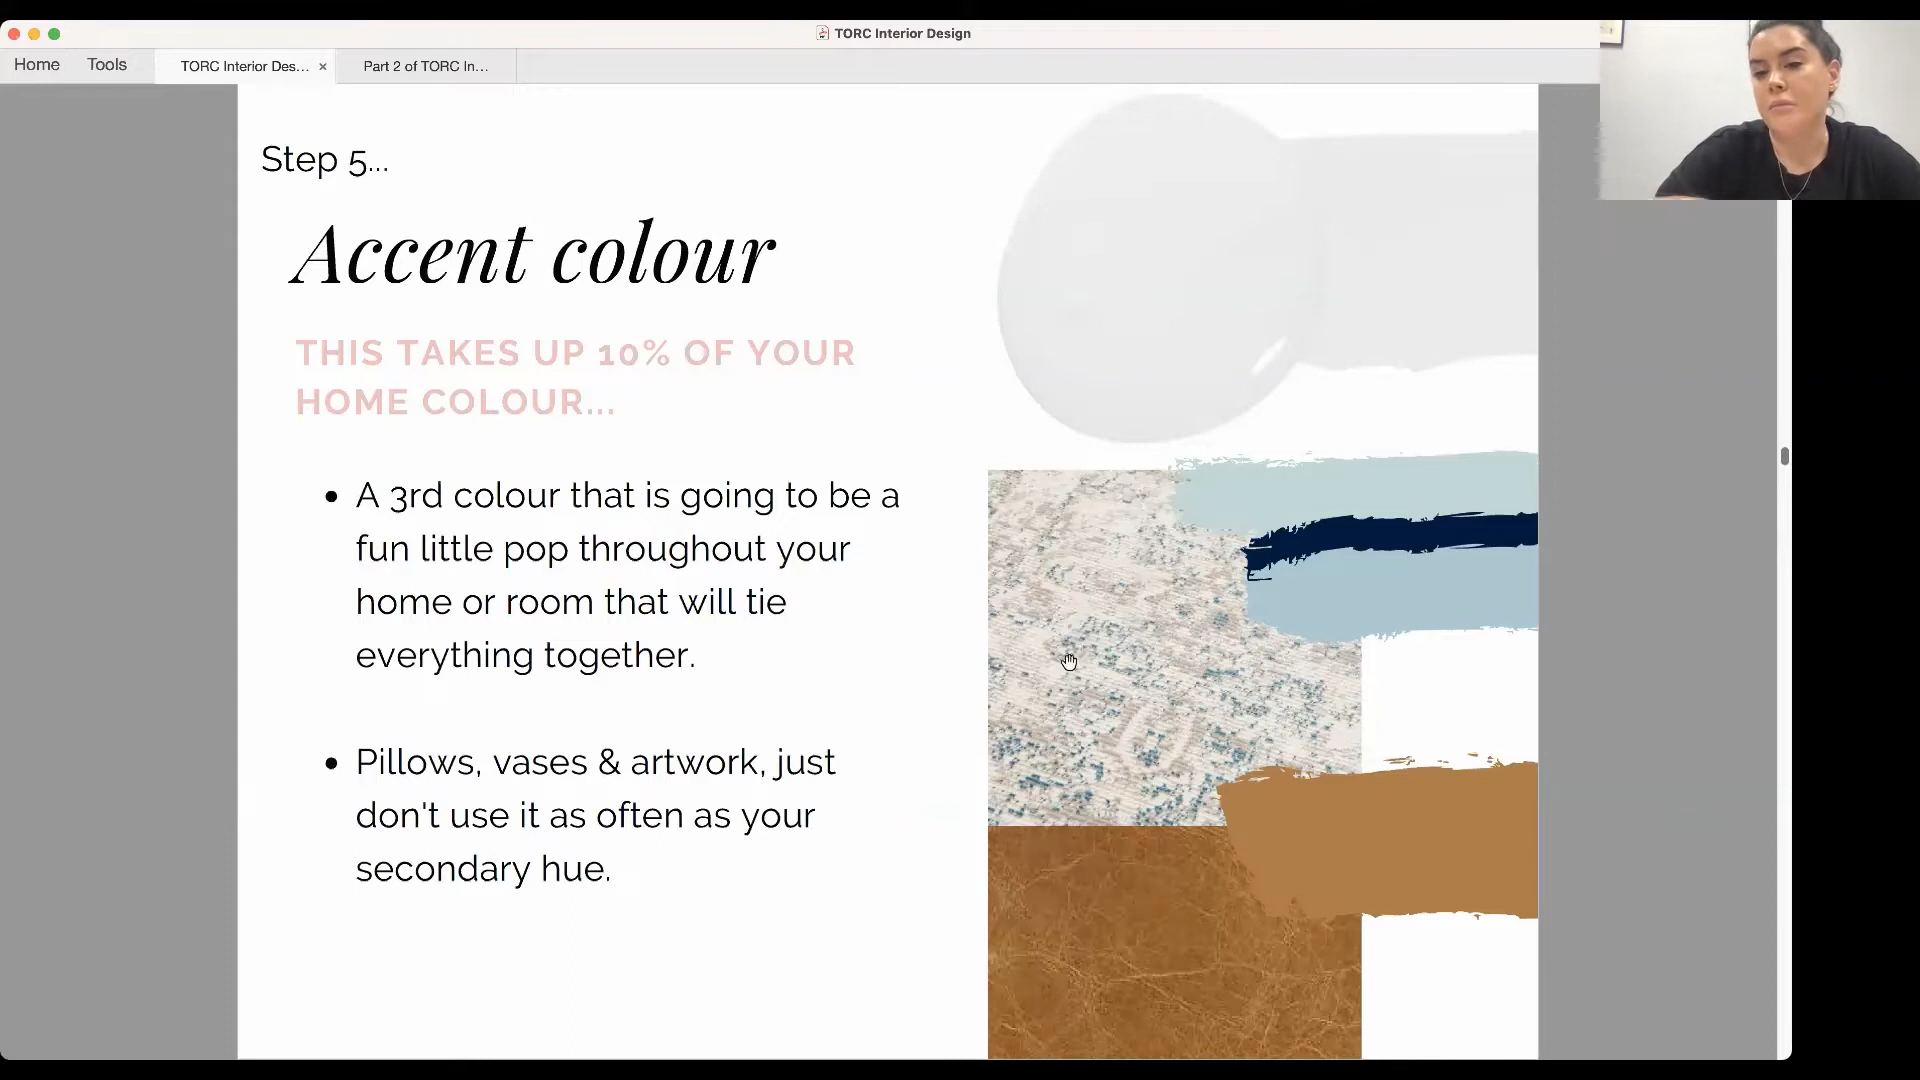 TORC Interior Design
Home Tools TORC Interior Des... × Part 2 of TORC In...
Step 5...
Accent colour
THIS TAKES UP 10% OF YOUR
HOME COLOUR...
• A 3rd colour that is going to be a
fun little pop throughout your
home or room that will tie
everything together.
• Pillows, vases & artwork, just
don't use it as often as your
secondary hue.